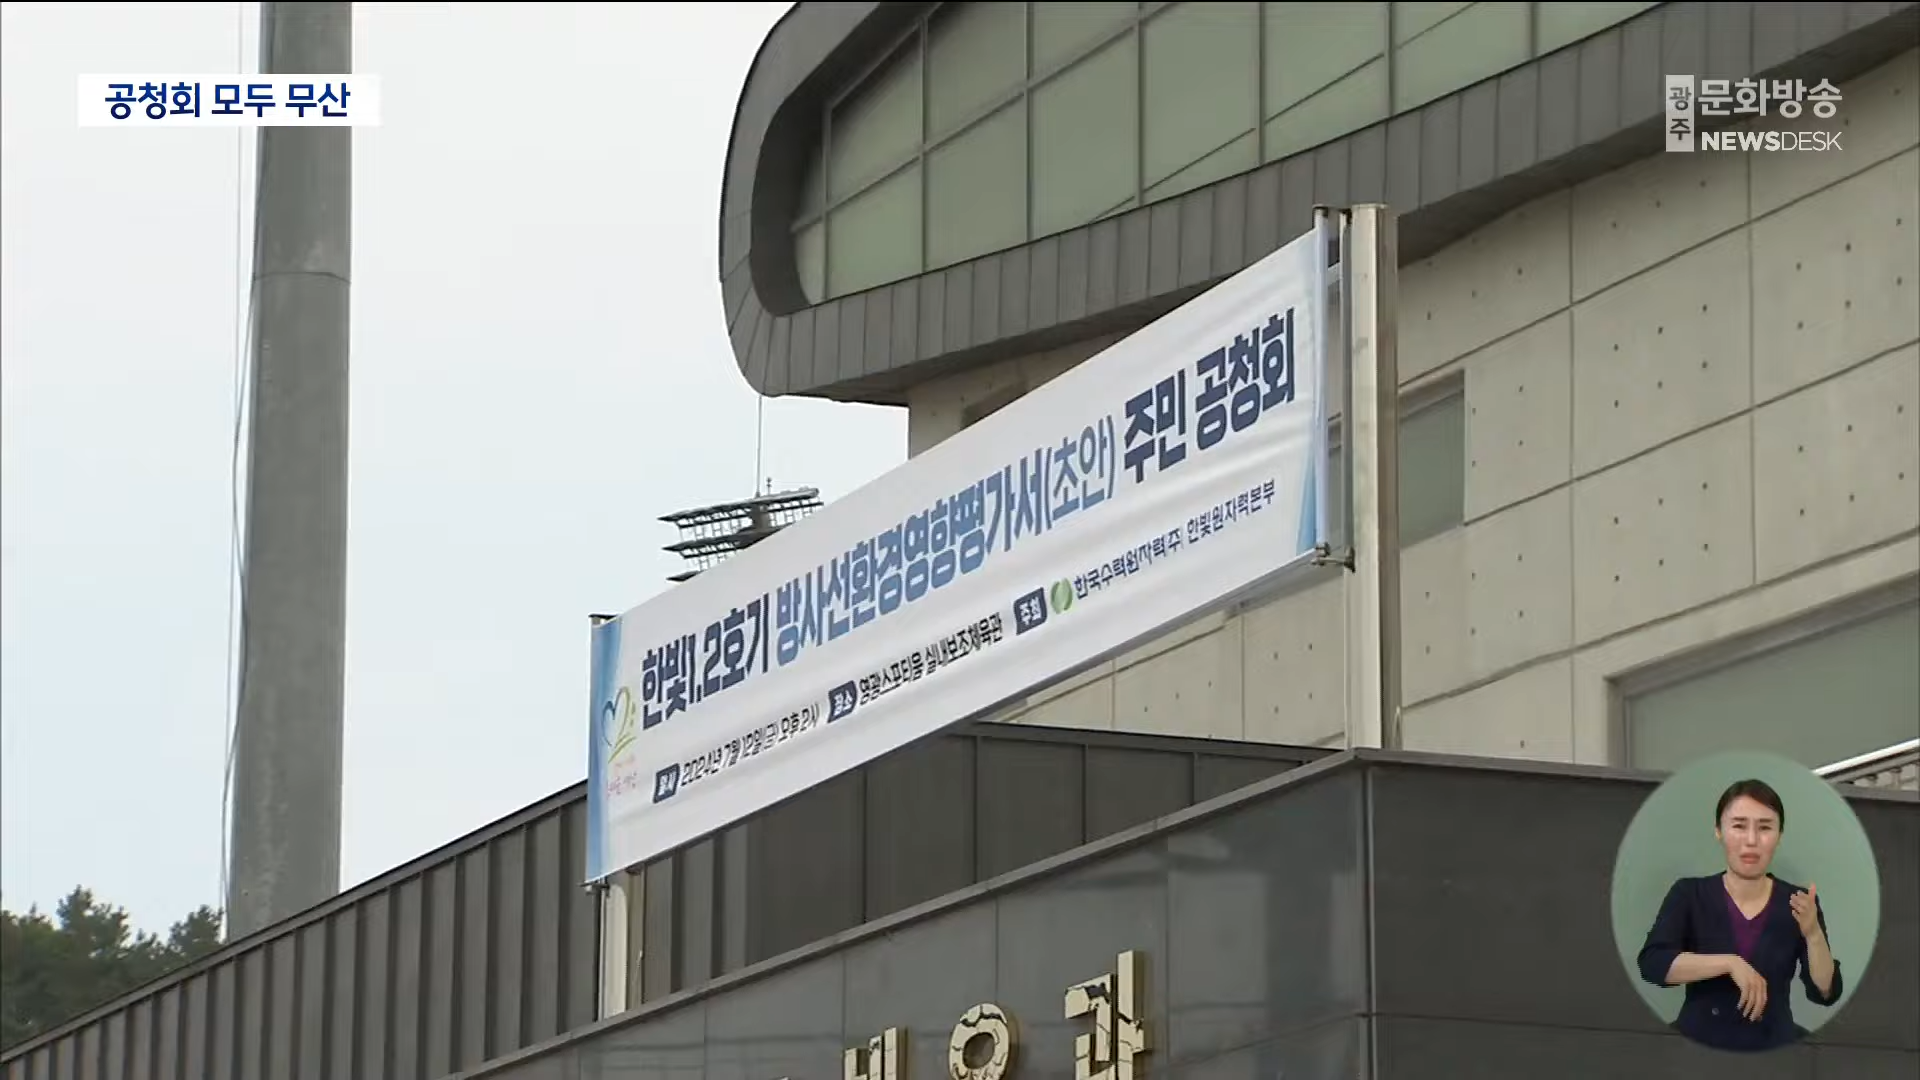 공청회 모두 무산
광주 문화방송
NEWSDESK
한빛1,2호기 방사선환경영향평가서(초안) 주민 공청회
일시 2024년 7월 12일(금) 오후 2시 장소 영광스포티움 실내보조체육관 주최 한국수력원자력(주) 한빛원자력본부
육관